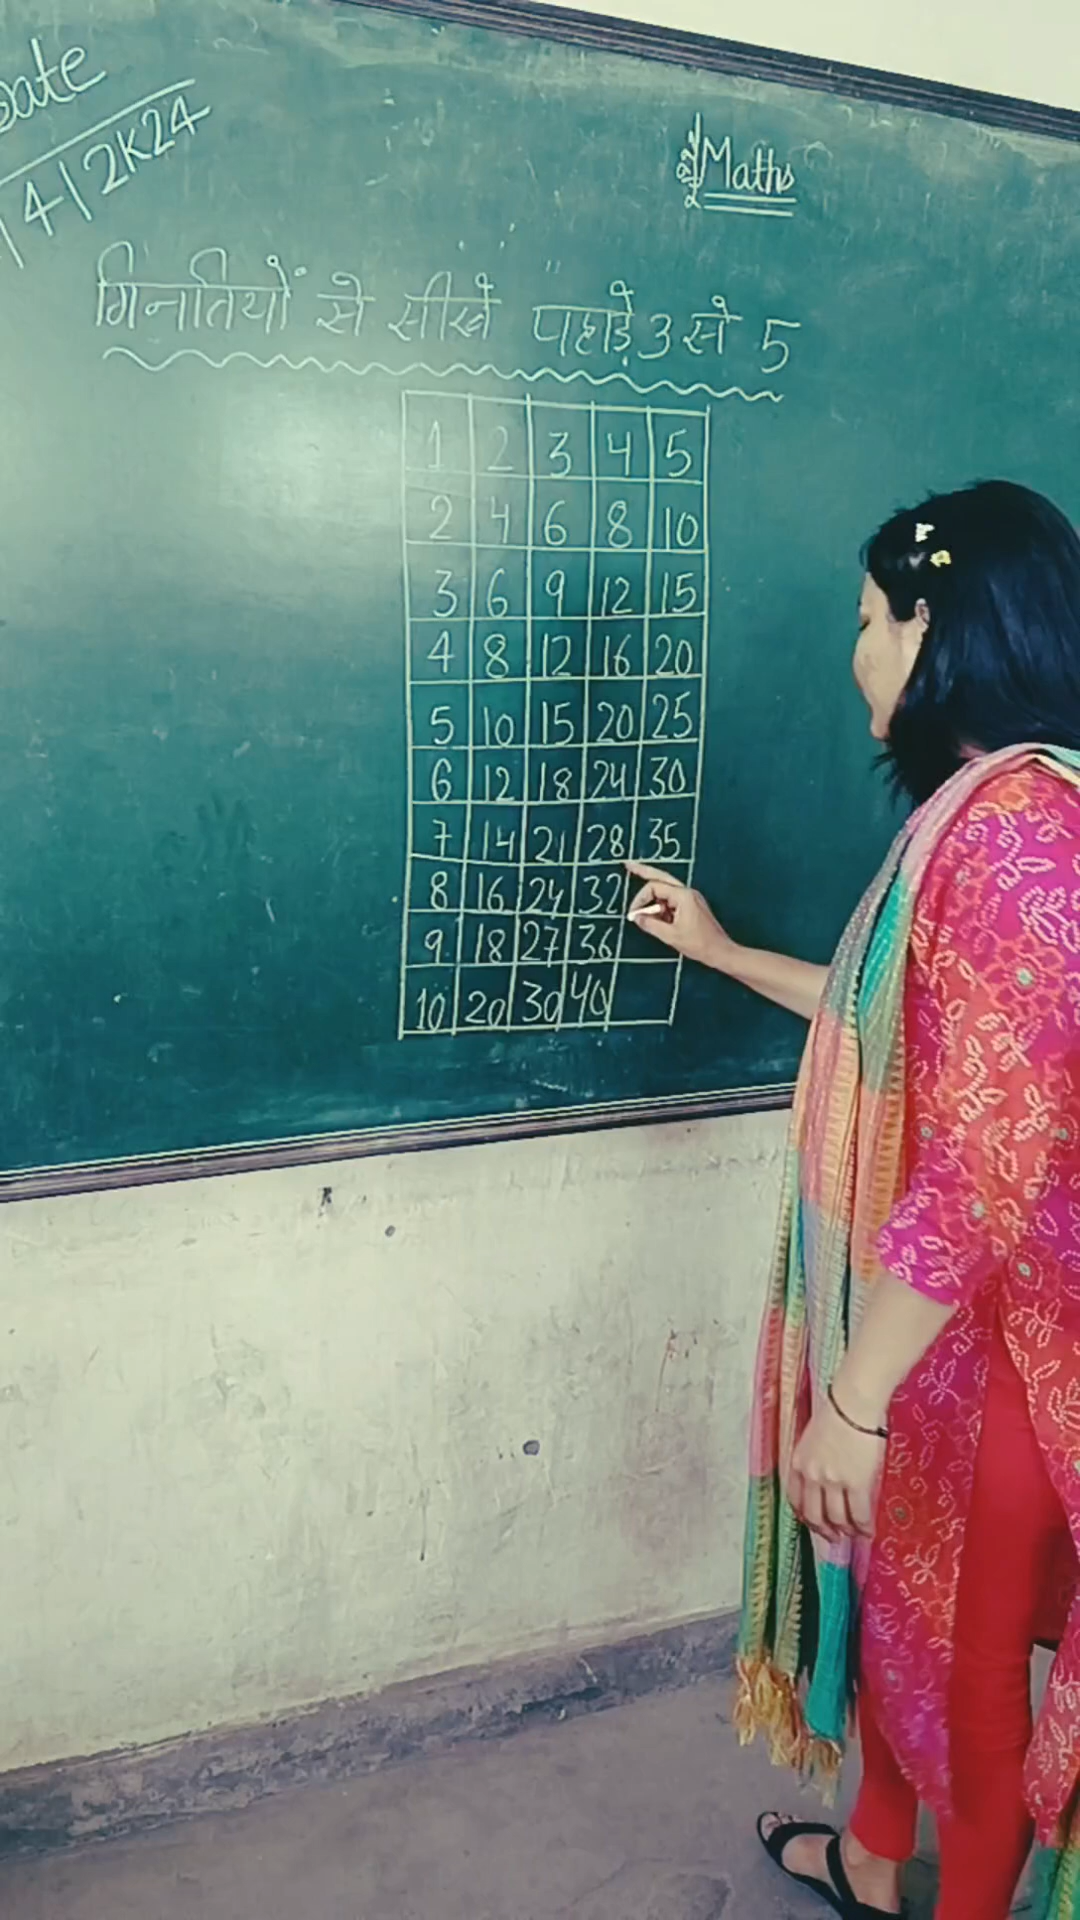 Date
/4/2K24
Maths
गिनतियों से सीखे पहाड़े 3 से 5
1 2 3 4 5
2 4 6 8 10
3 6 9 12 15
4 8 12 16 20
5 10 15 20 25
6 12 18 24 30
7 14 21 28 35
8 16 24 32
9 18 27 36
10 20 30 40